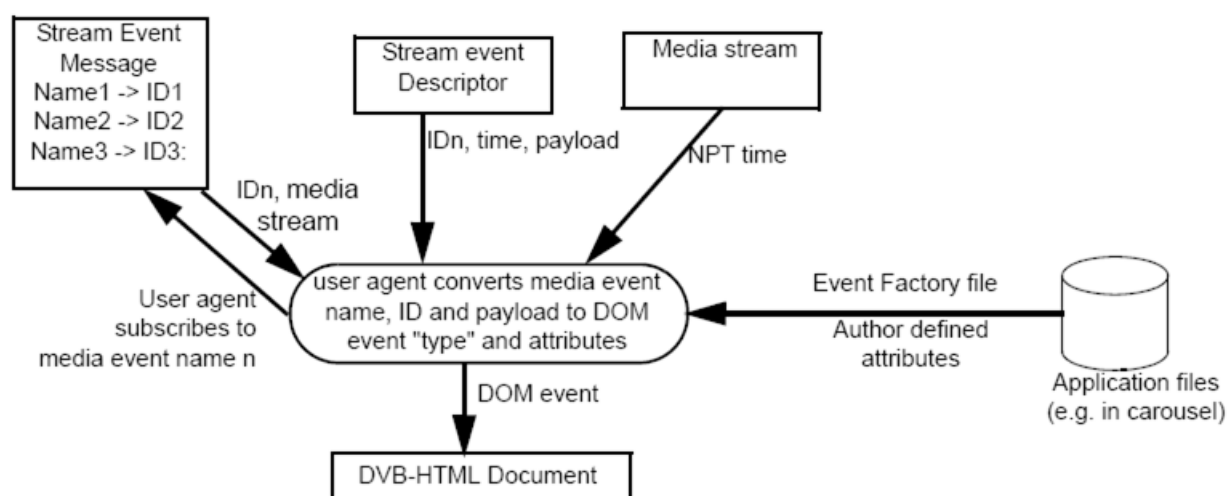 Stream Event
Message
Name1 -> ID1
Name2 -> ID2
Name3 -> ID3:
Stream event
Descriptor
Media stream
IDn, time, payload
NPT time
IDn, media
stream
User agent
subscribes to
media event name n
user agent converts media event
name, ID and payload to DOM
event "type" and attributes
Event Factory file
Author defined
attributes
Application files
(e.g. in carousel)
DOM event
DVB-HTML Document